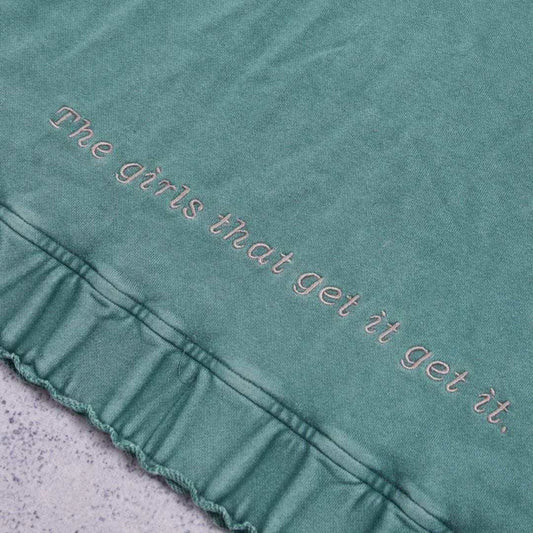 The girls that get it get it.